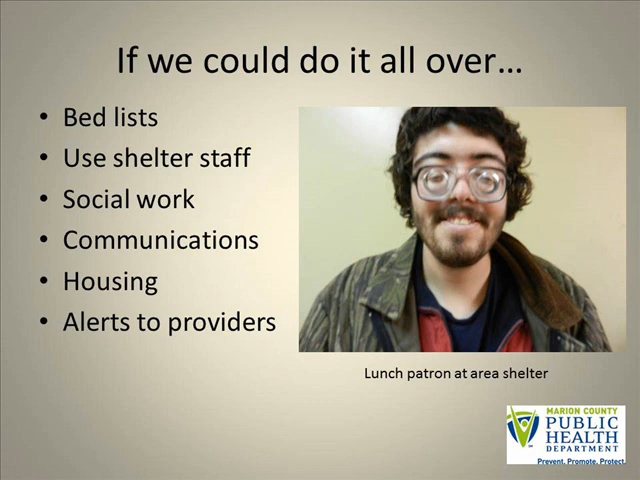 If we could do it all over…
• Bed lists
• Use shelter staff
• Social work
• Communications
• Housing
• Alerts to providers
Lunch patron at area shelter
MARION COUNTY
PUBLIC
HEALTH
DEPARTMENT
Prevent. Promote. Protect.